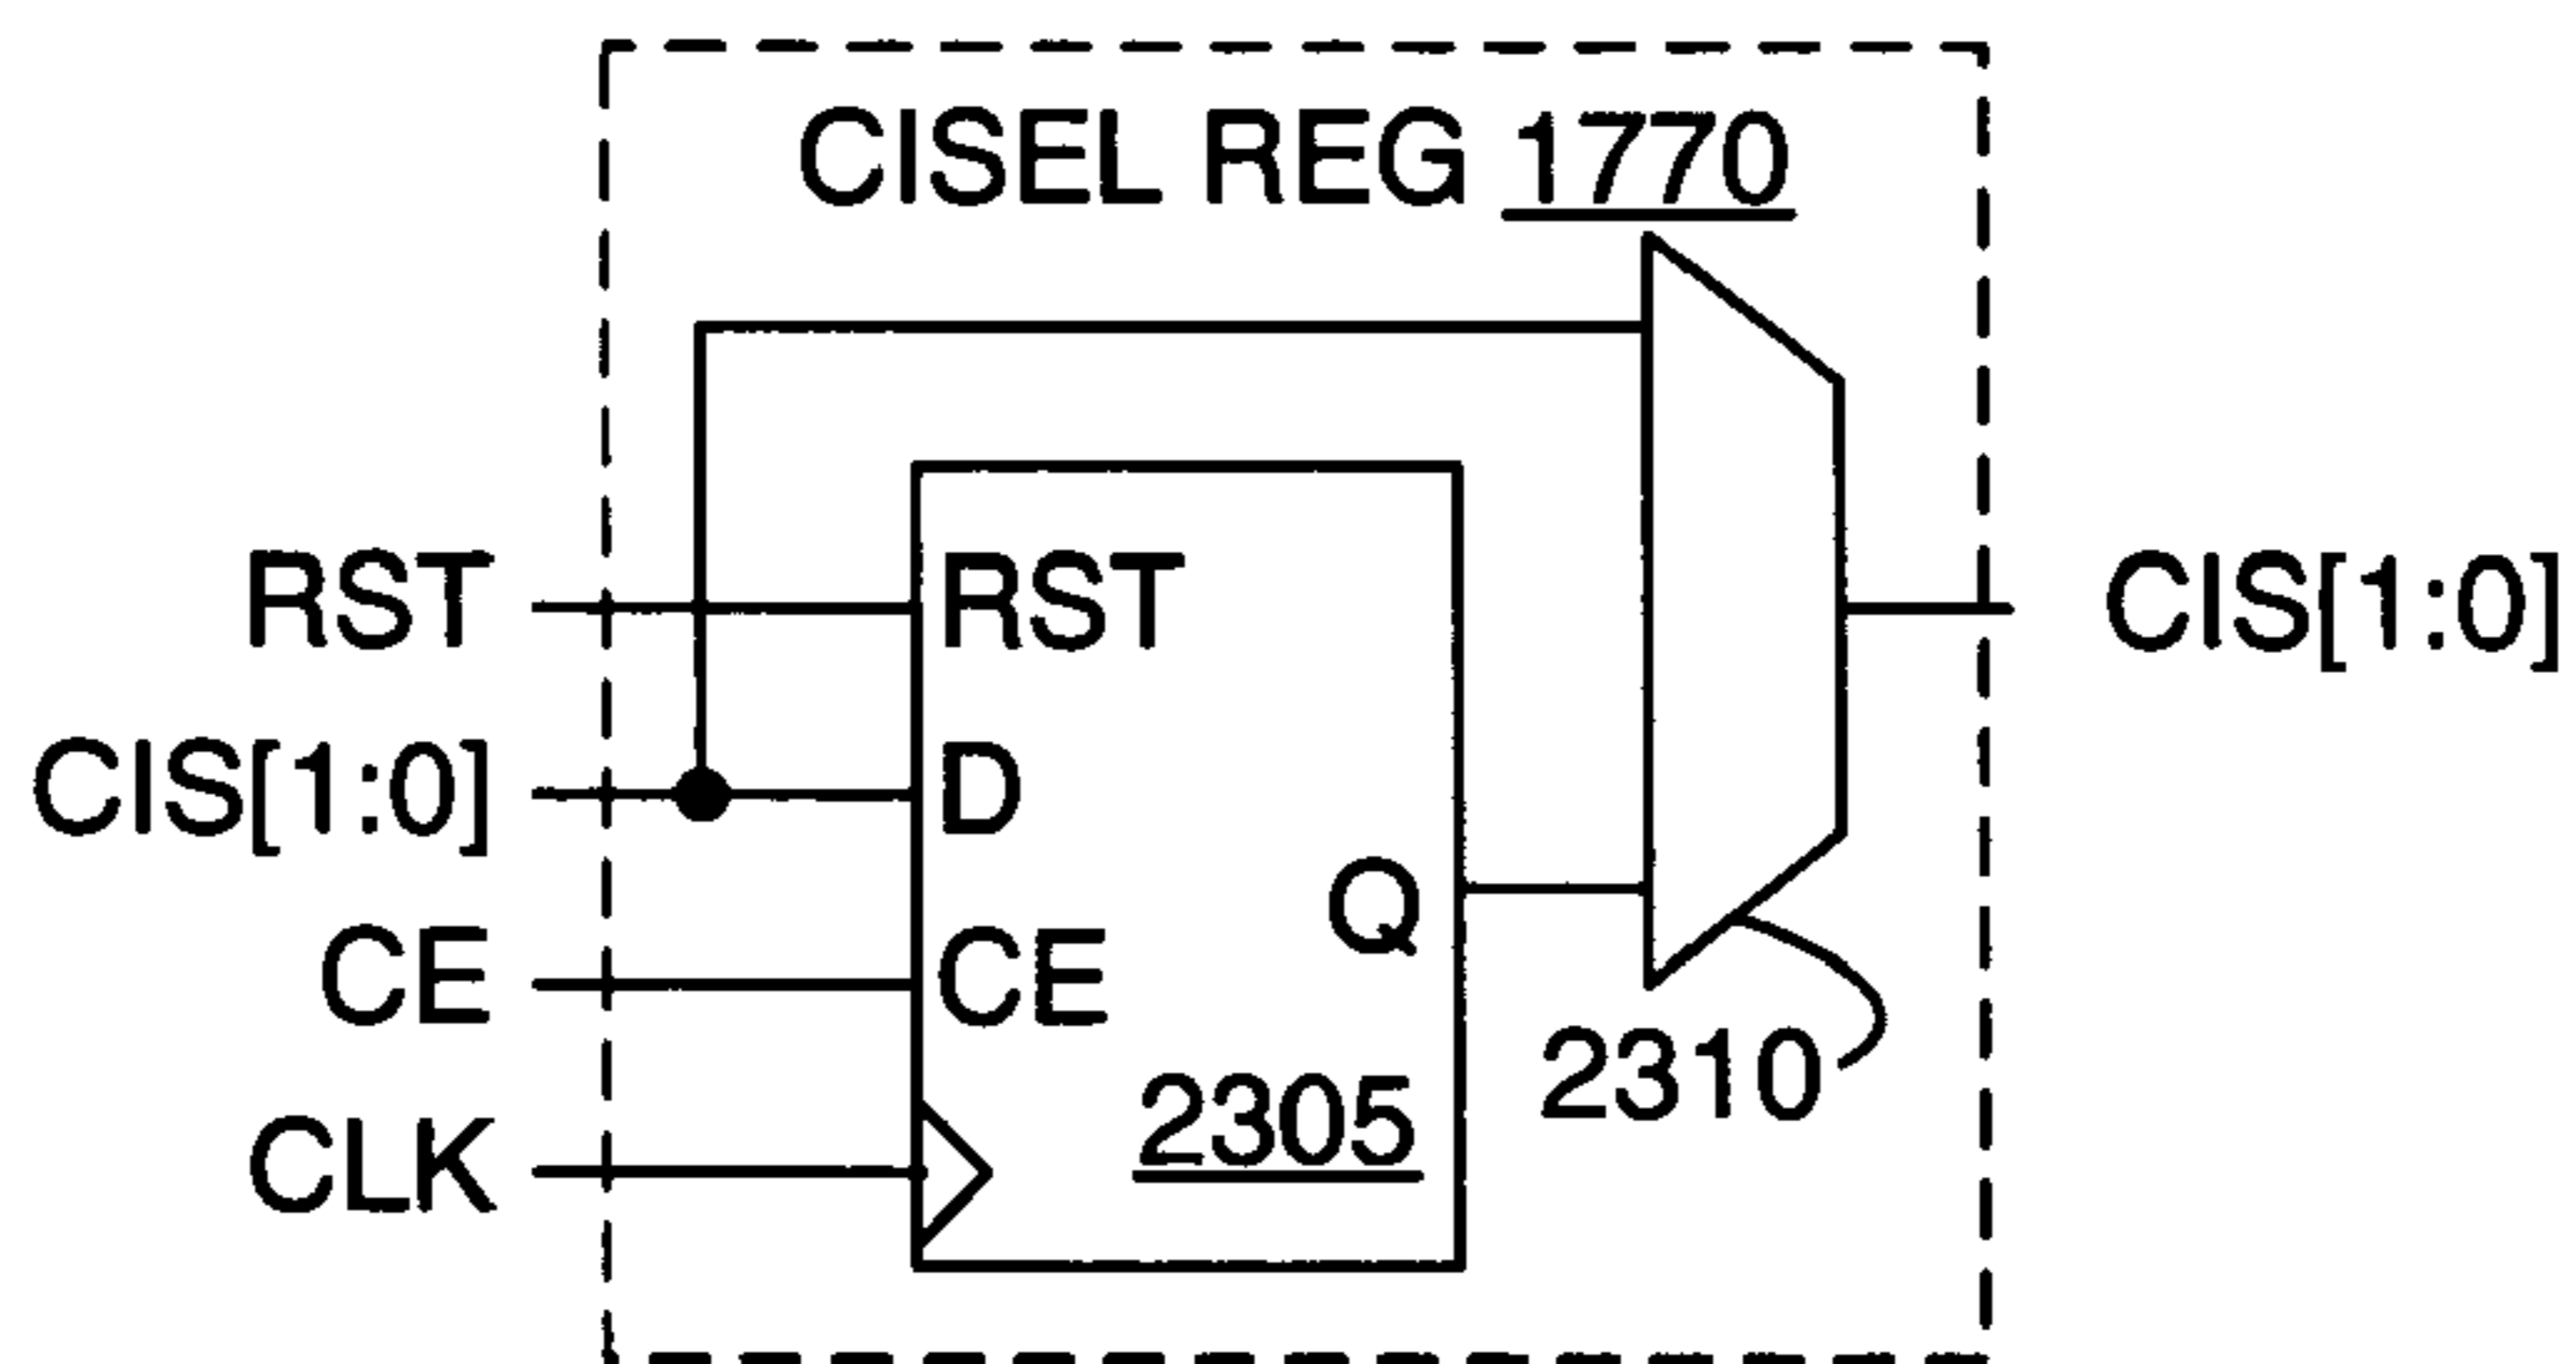 CISEL REG 1770
RST
RST
CIS[1:0]
CIS[1:0]
D
CE
CE
Q
2310
CLK
2305